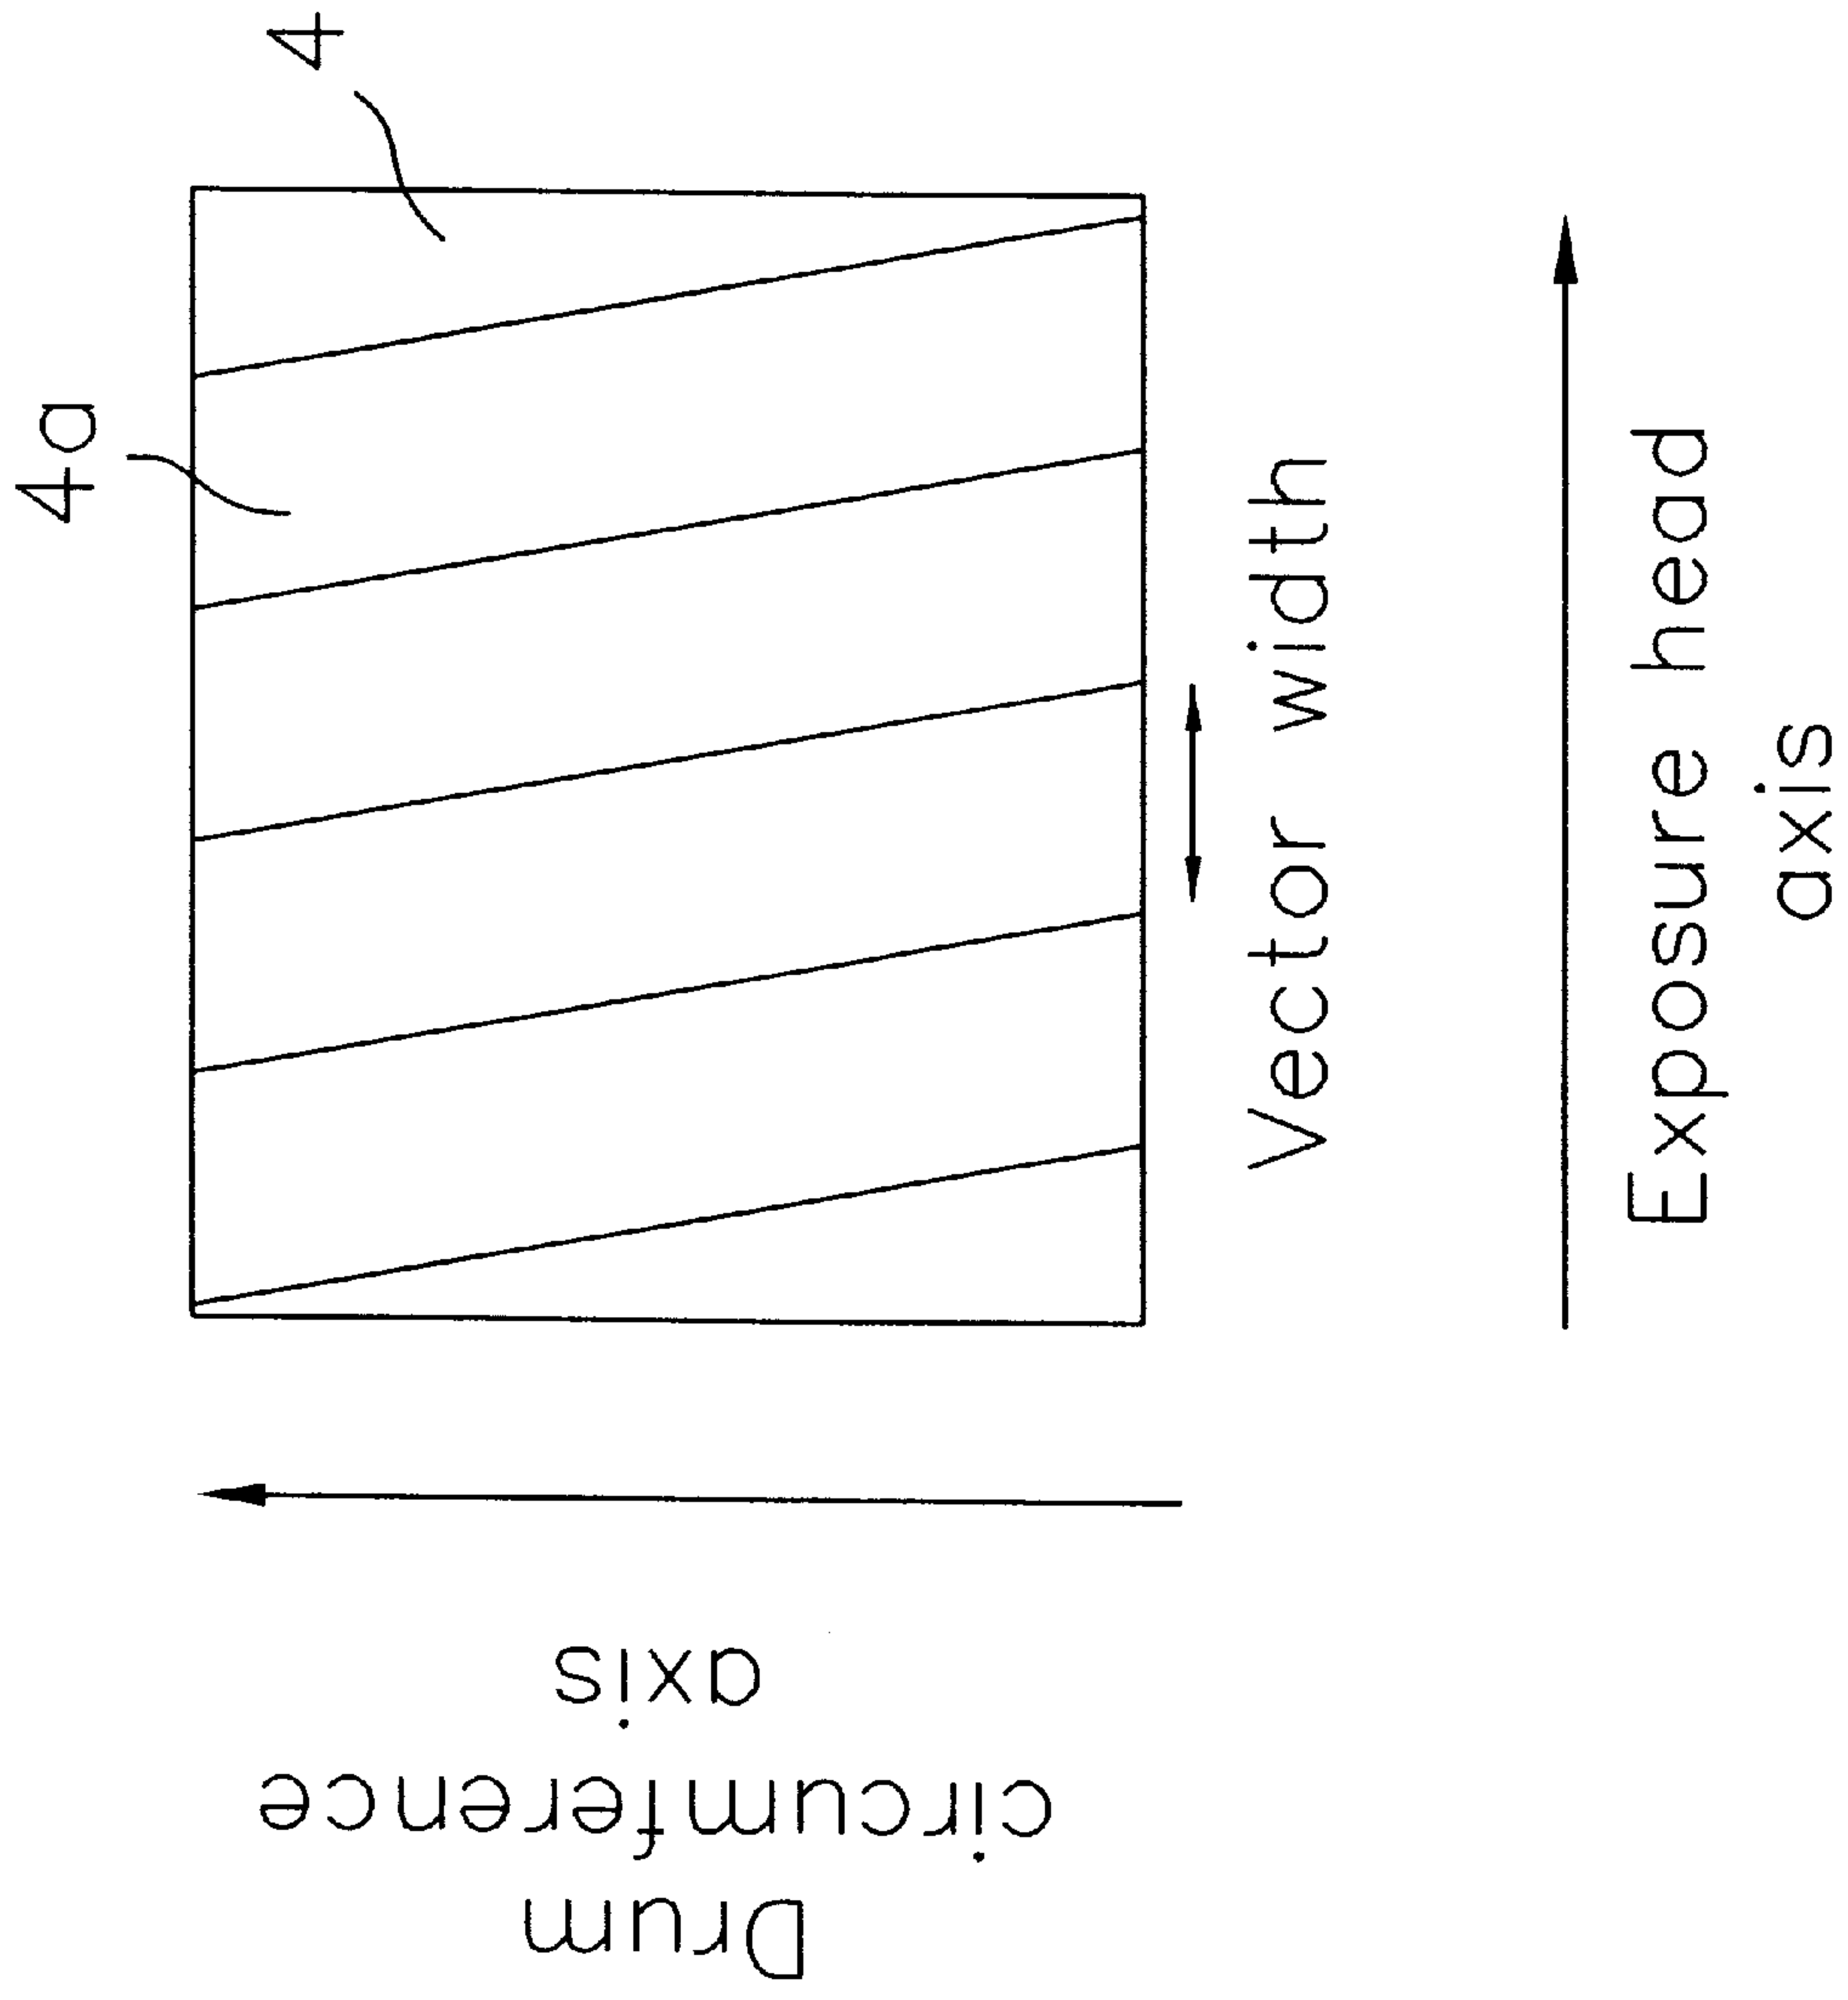 4a
4
Vector width
Exposure head
axis
Drum
circumference
axis